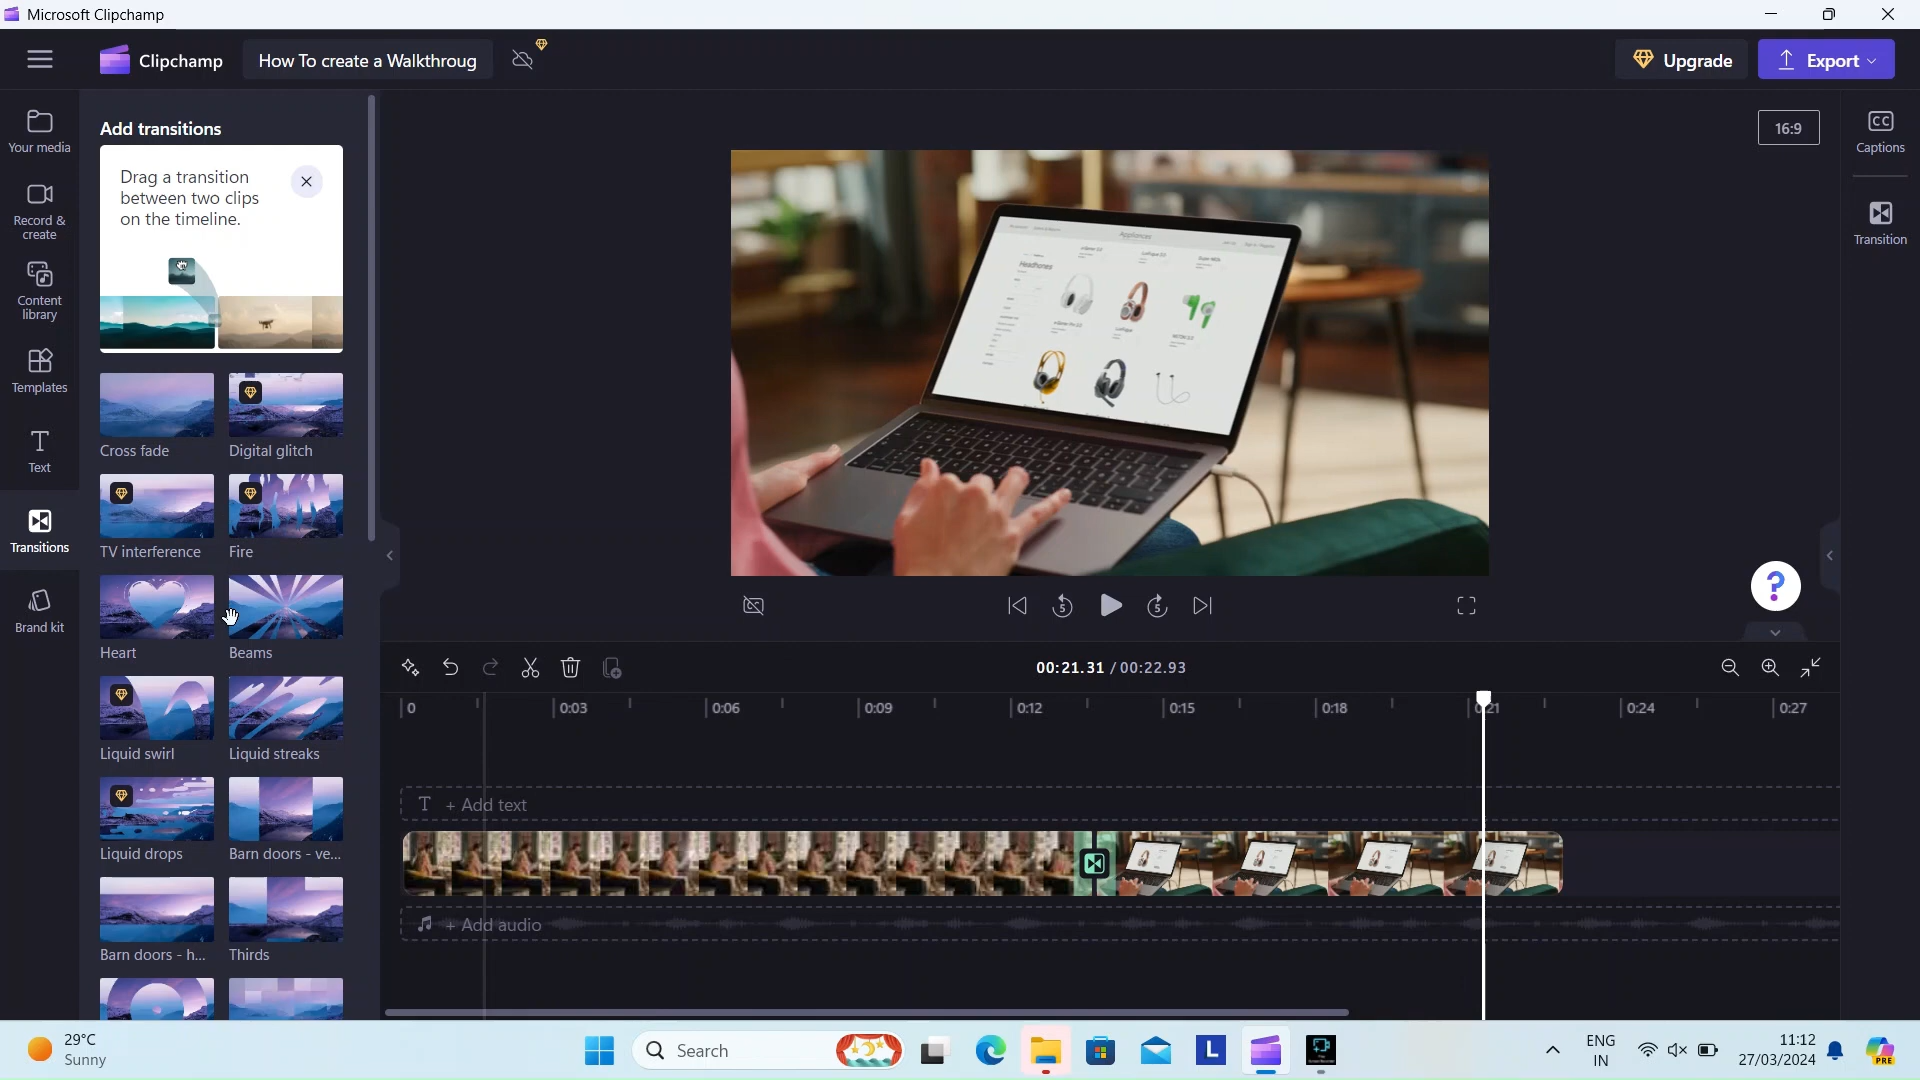 Microsoft Clipchamp
Clipchamp
How To create a Walkthroug
Upgrade
Export
Your media
Record &
create
Content
library
Templates
Text
Transitions
Brand kit
Add transitions
Drag a transition
between two clips
on the timeline.
Cross fade
Digital glitch
TV interference
Fire
Heart
Beams
Liquid swirl
Liquid streaks
Liquid drops
Barn doors - ve...
Barn doors - h...
Thirds
16:9
CC
Captions
Transition
Appliances
Headphones
?
00:21.31 / 00:22.93
0
0:03
0:06
0:09
0:12
0:15
0:18
0:21
0:24
0:27
T + Add text
+ Add audio
29°C
Sunny
Search
L
ENG
IN
11:12
27/03/2024
PRE